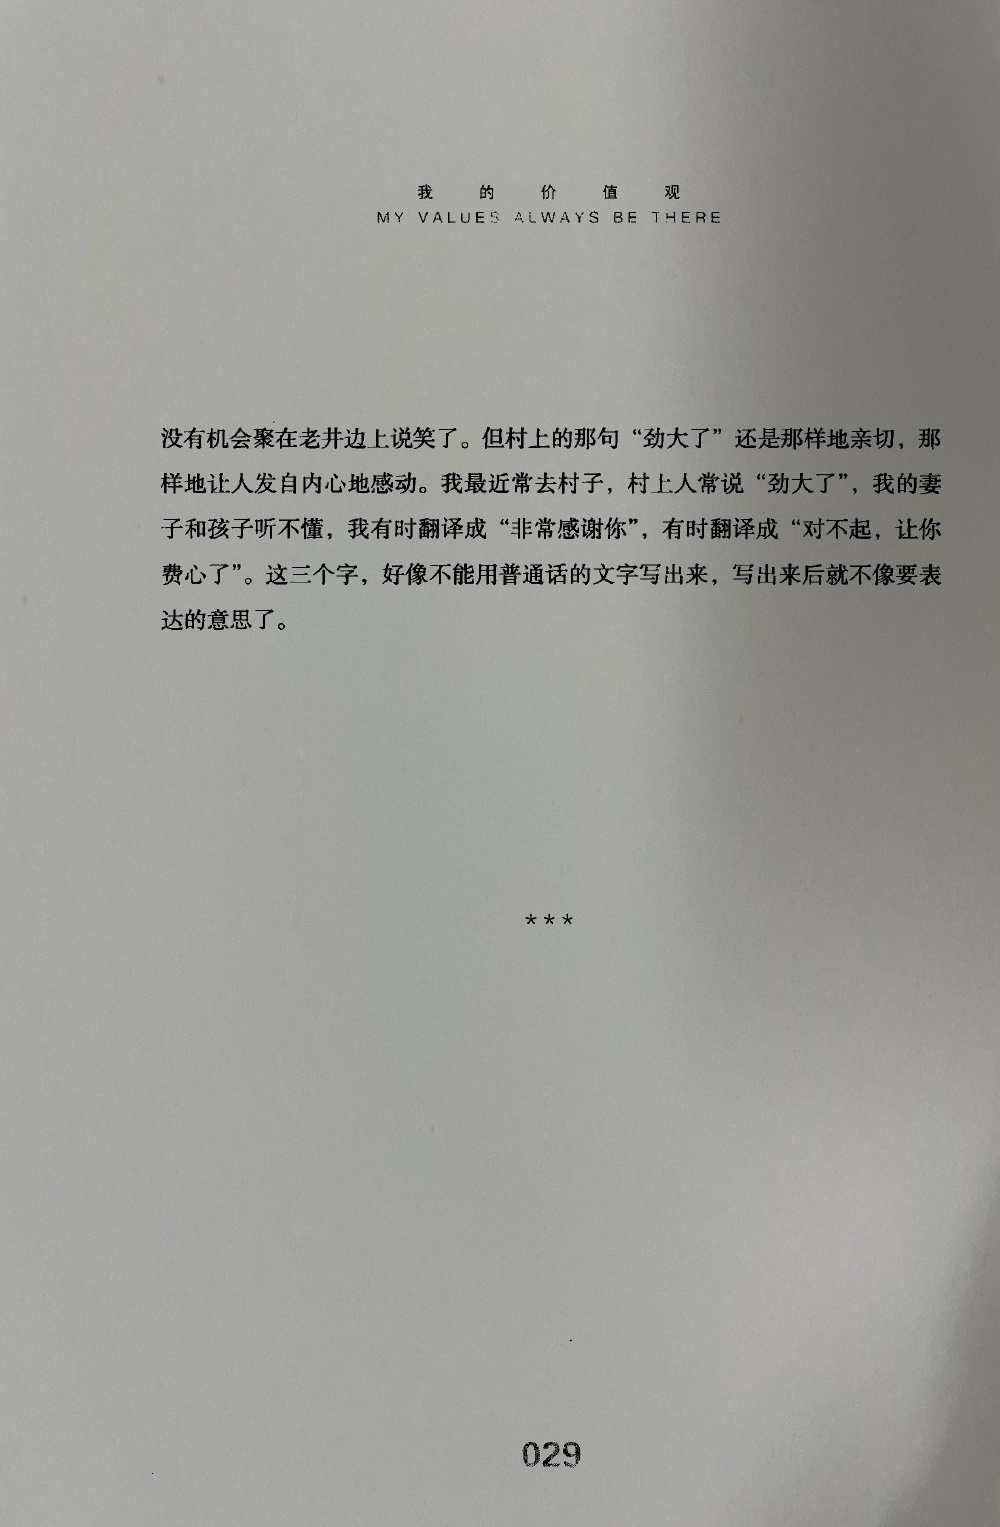 我的价值观
MY VALUES ALWAYS BE THERE
没有机会聚在老井边上说笑了。但村上的那句“劲大了”还是那样地亲切，那
样地让人发自内心地感动。我最近常去村子，村上人常说“劲大了”，我的妻
子和孩子听不懂，我有时翻译成“非常感谢你”，有时翻译成“对不起，让你
费心了”。这三个字，好像不能用普通话的文字写出来，写出来后就不像要表
达的意思了。
***
029